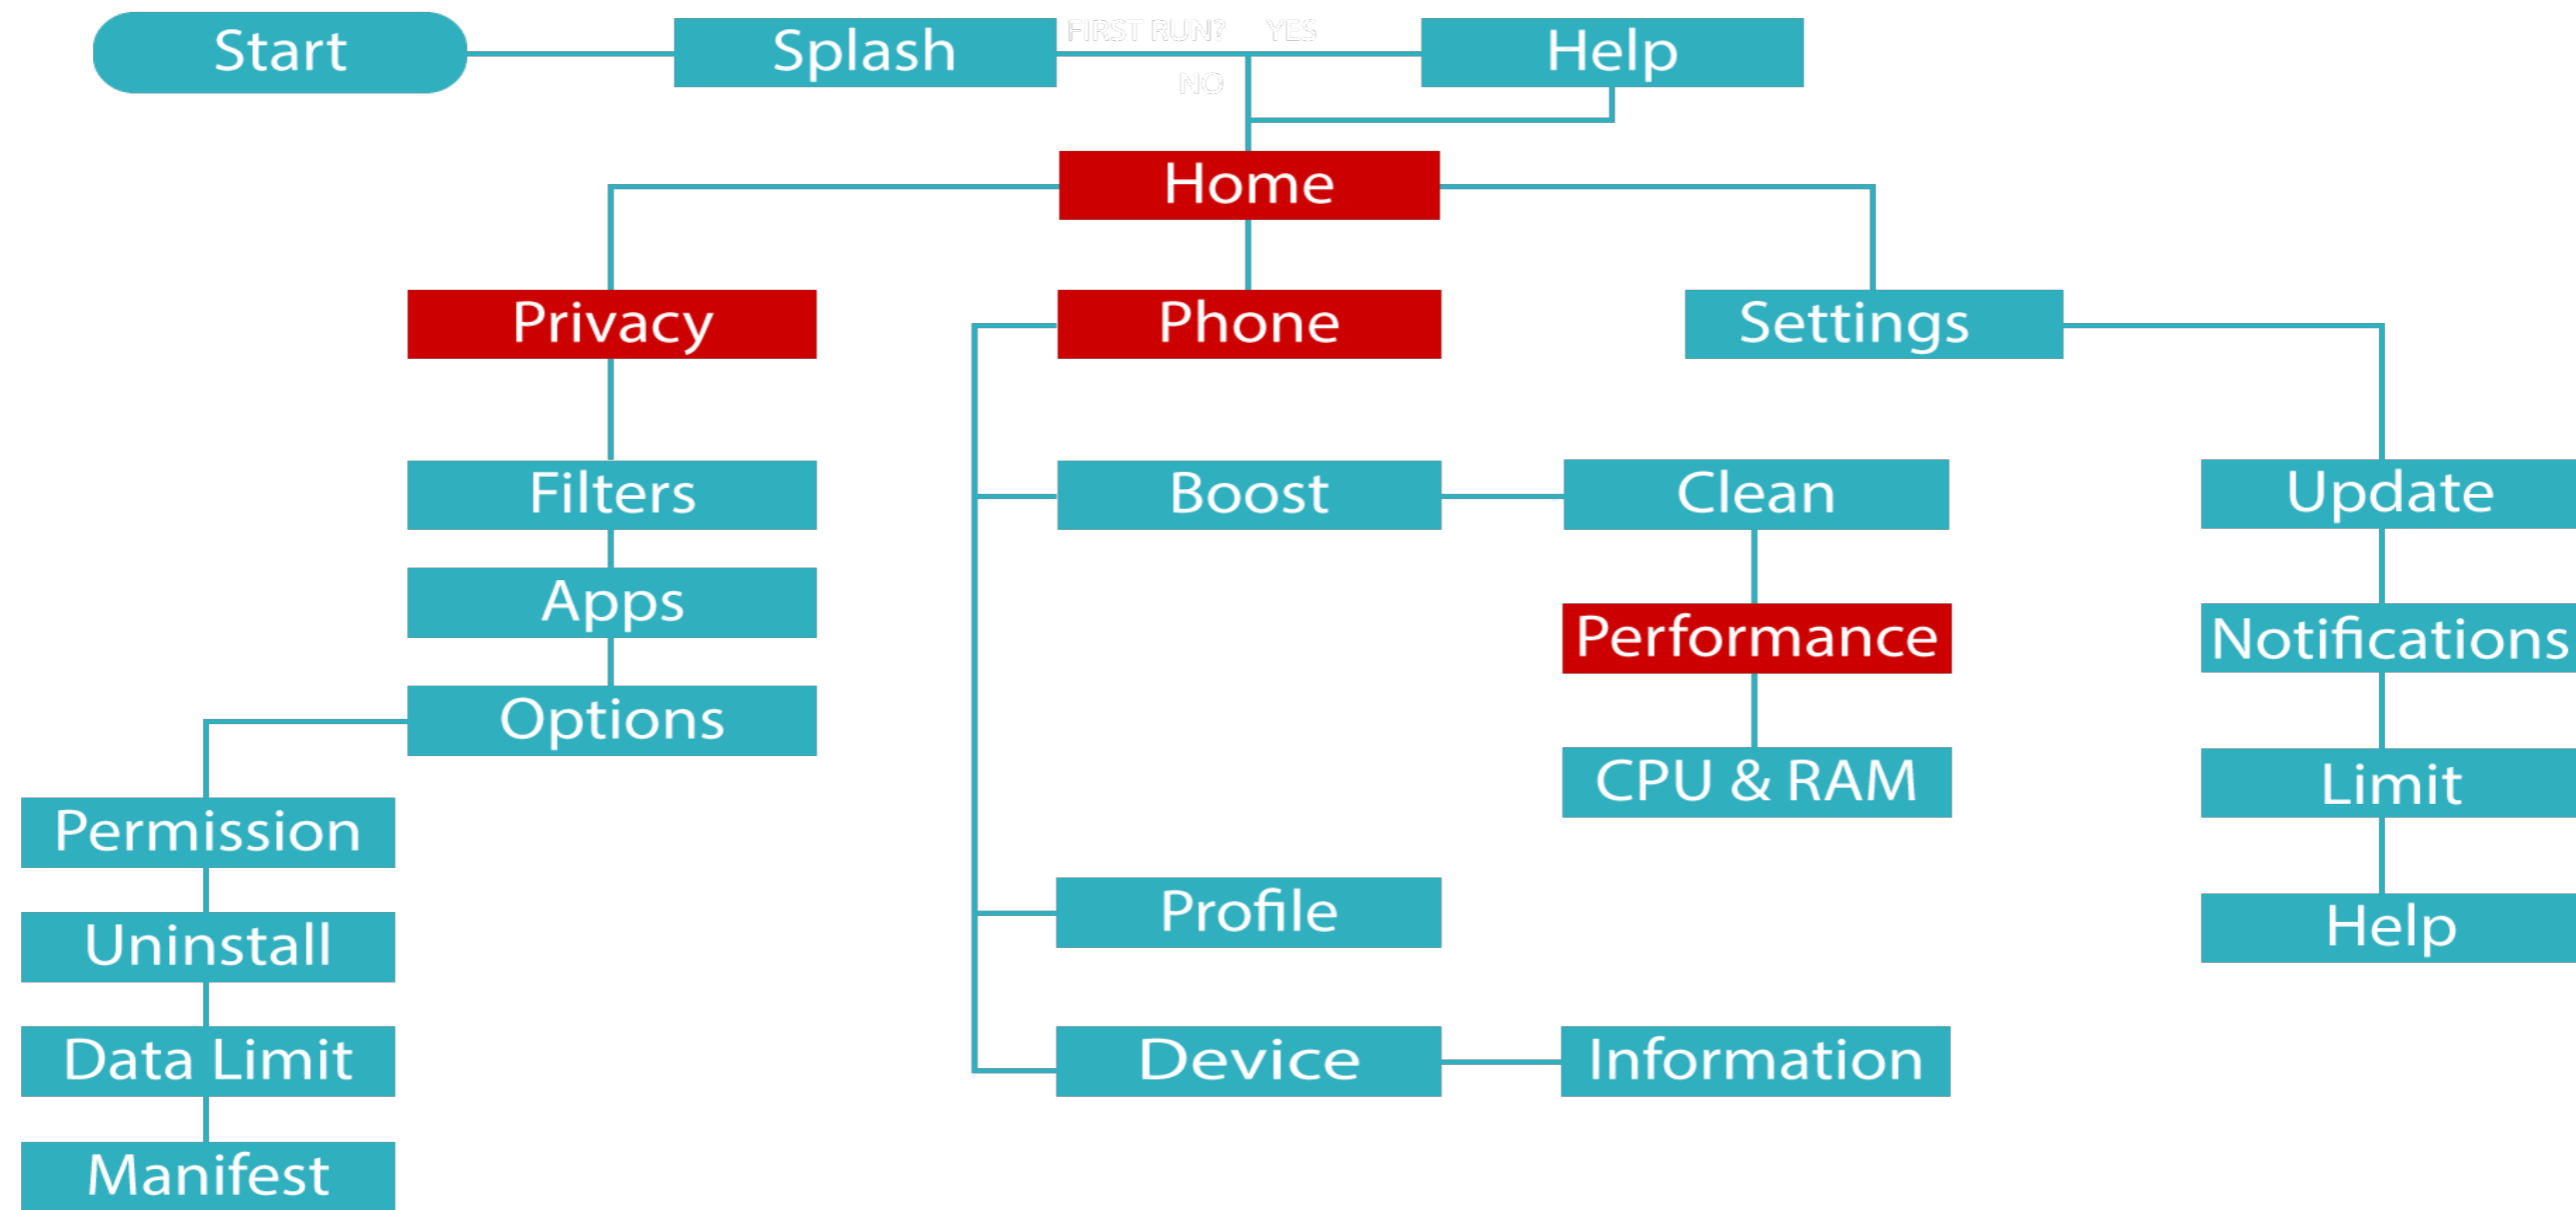 Start
Splash
FIRST RUN? YES
NO
Help
Home
Privacy
Phone
Settings
Filters
Boost
Clean
Update
Apps
Performance
Notifications
Options
CPU & RAM
Limit
Permission
Profile
Help
Uninstall
Data Limit
Device
Information
Manifest